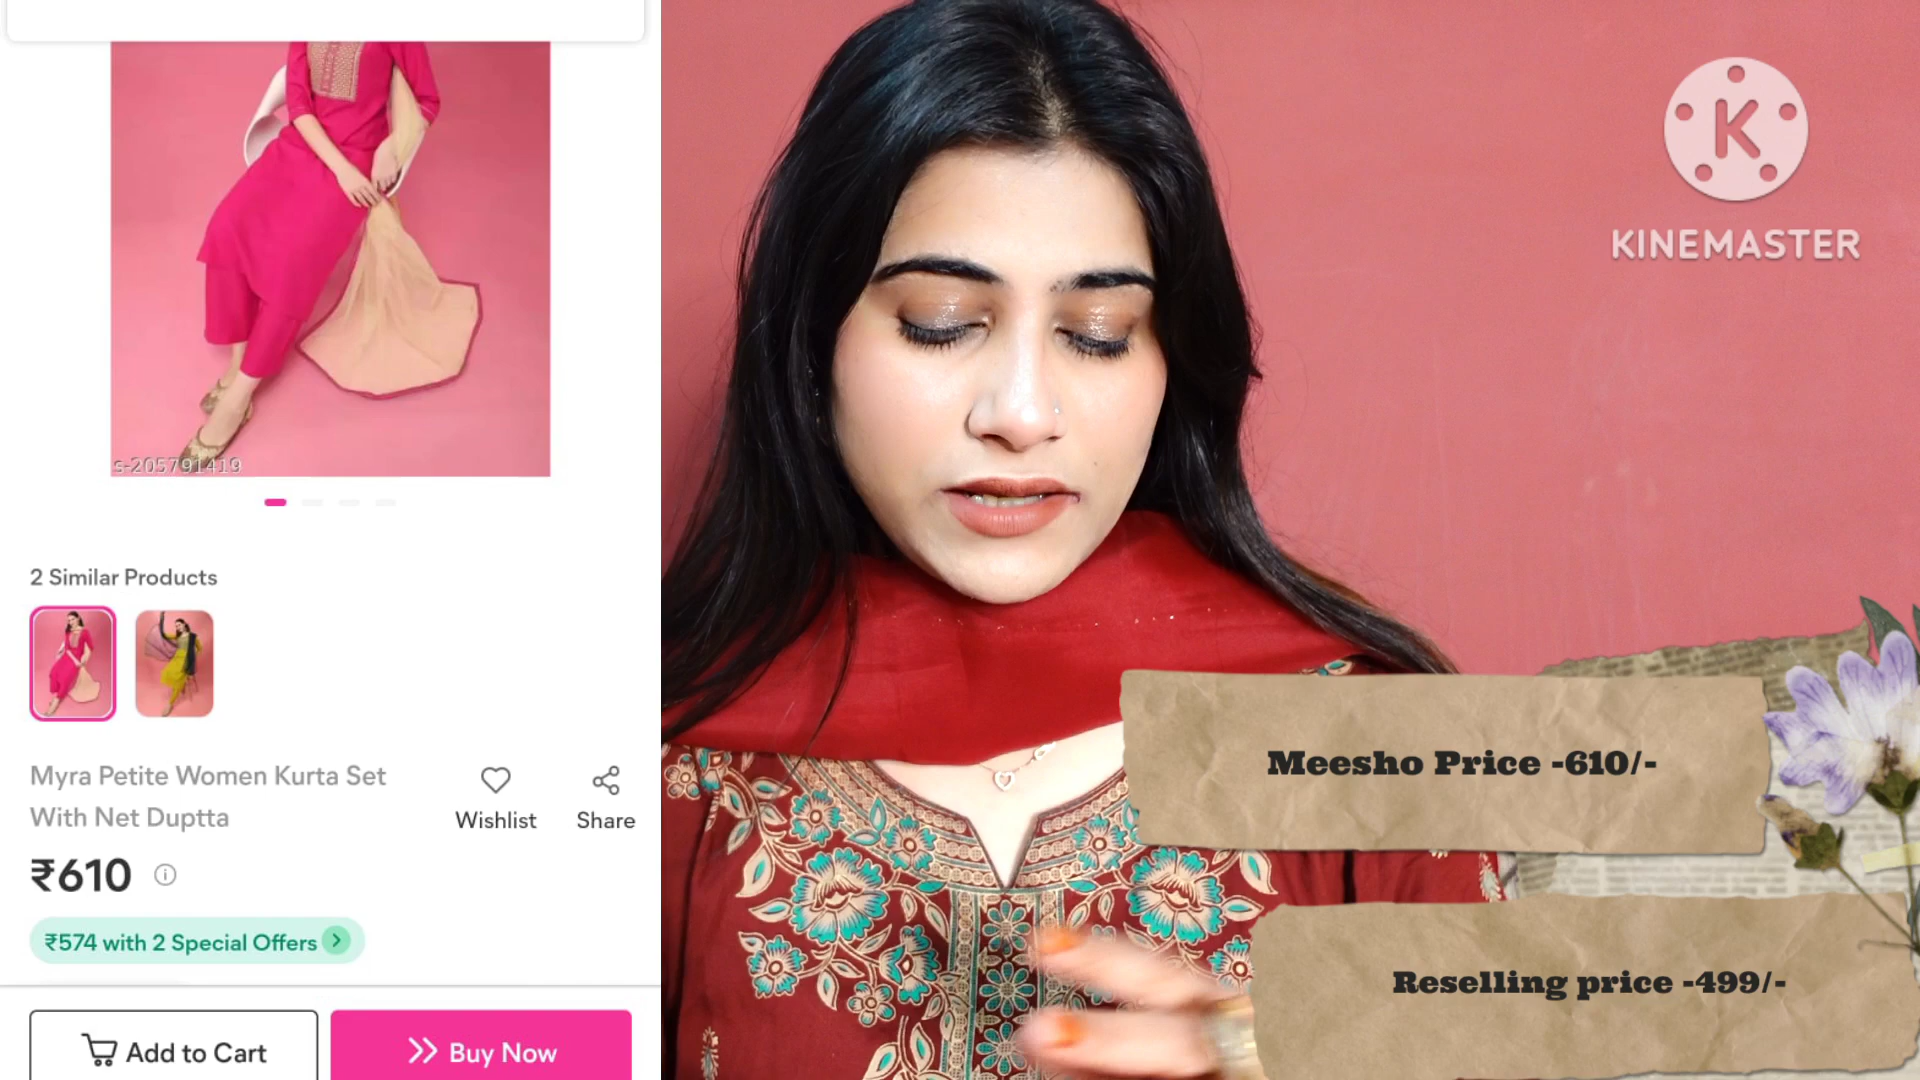 s-205791419
2 Similar Products
Myra Petite Women Kurta Set
With Net Duptta
Wishlist
Share
₹610
₹574 with 2 Special Offers
Add to Cart
Buy Now
K
KINEMASTER
Meesho Price -610/-
Reselling price -499/-